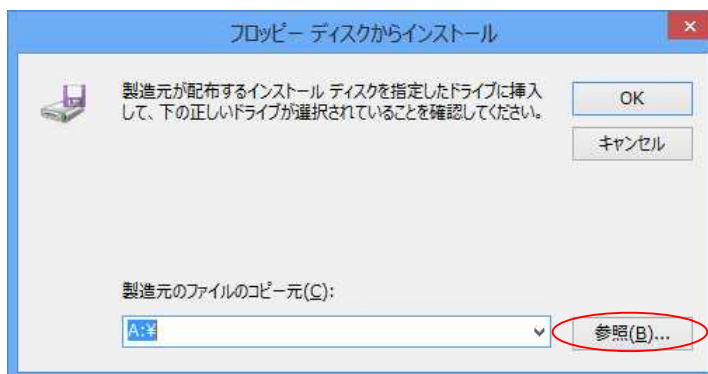 フロッピー ディスクからインストール
製造元が配布するインストール ディスクを指定したドライブに挿入
して、下の正しいドライブが選択されていることを確認してください。
OK
キャンセル
製造元のファイルのコピー元(C):
A:¥
参照(B)...